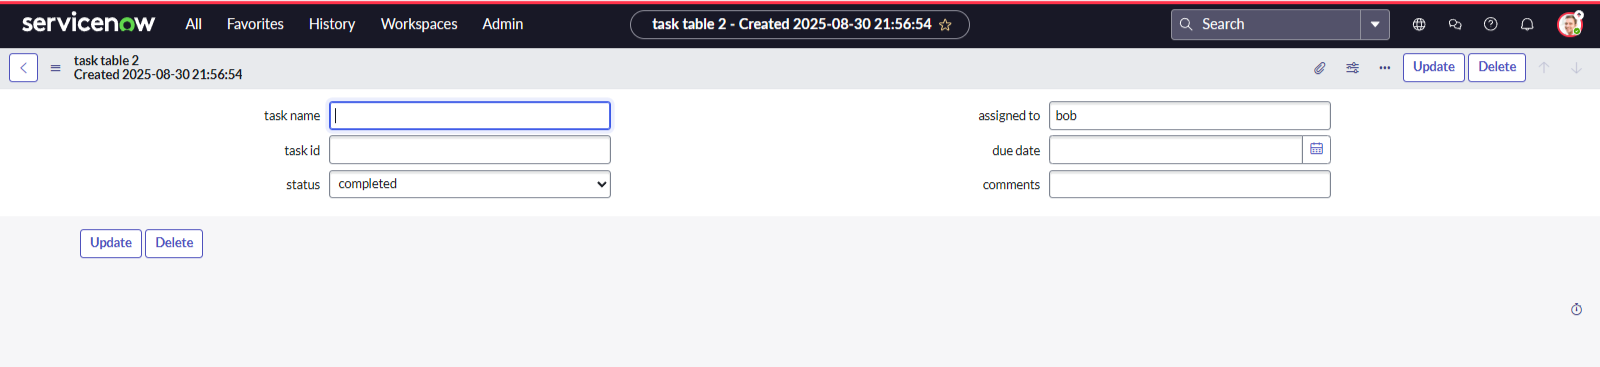 servicenow All Favorites History Workspaces Admin task table 2 - Created 2025-08-30 21:56:54 Search
task table 2
Created 2025-08-30 21:56:54
Update Delete
task name
assigned to bob
task id
due date
status completed
comments
Update Delete